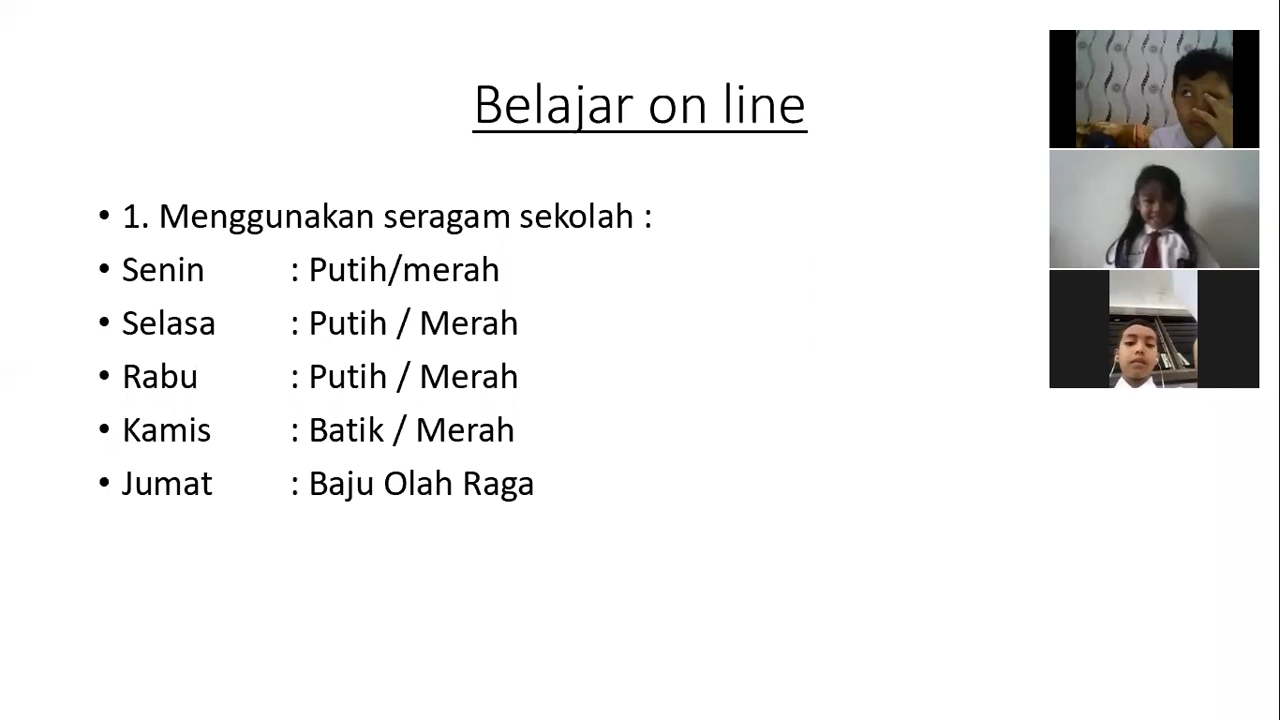 Belajar on line
• 1. Menggunakan seragam sekolah :
• Senin : Putih/merah
• Selasa : Putih / Merah
• Rabu : Putih / Merah
• Kamis : Batik / Merah
• Jumat : Baju Olah Raga